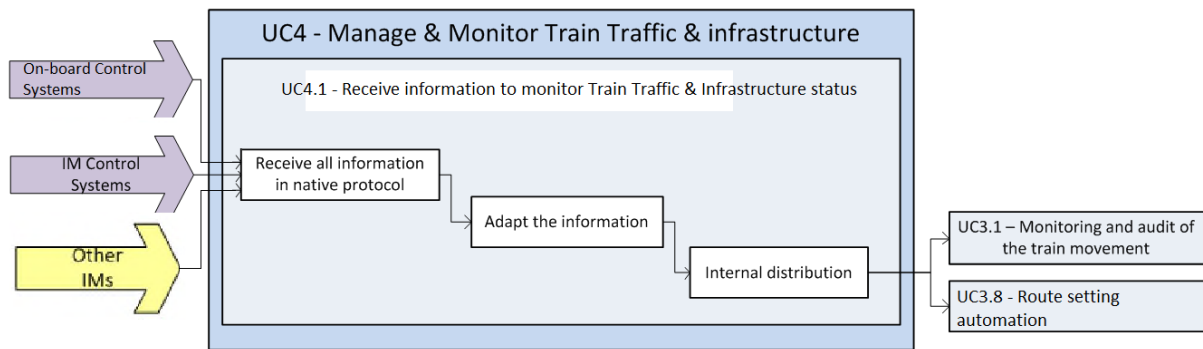 UC4 - Manage & Monitor Train Traffic & infrastructure
On-board Control
Systems
UC4.1 - Receive information to monitor Train Traffic & Infrastructure status
IM Control
Systems
Receive all information
in native protocol
Adapt the information
Other
IMs
Internal distribution
UC3.1 – Monitoring and audit of
the train movement
UC3.8 - Route setting
automation